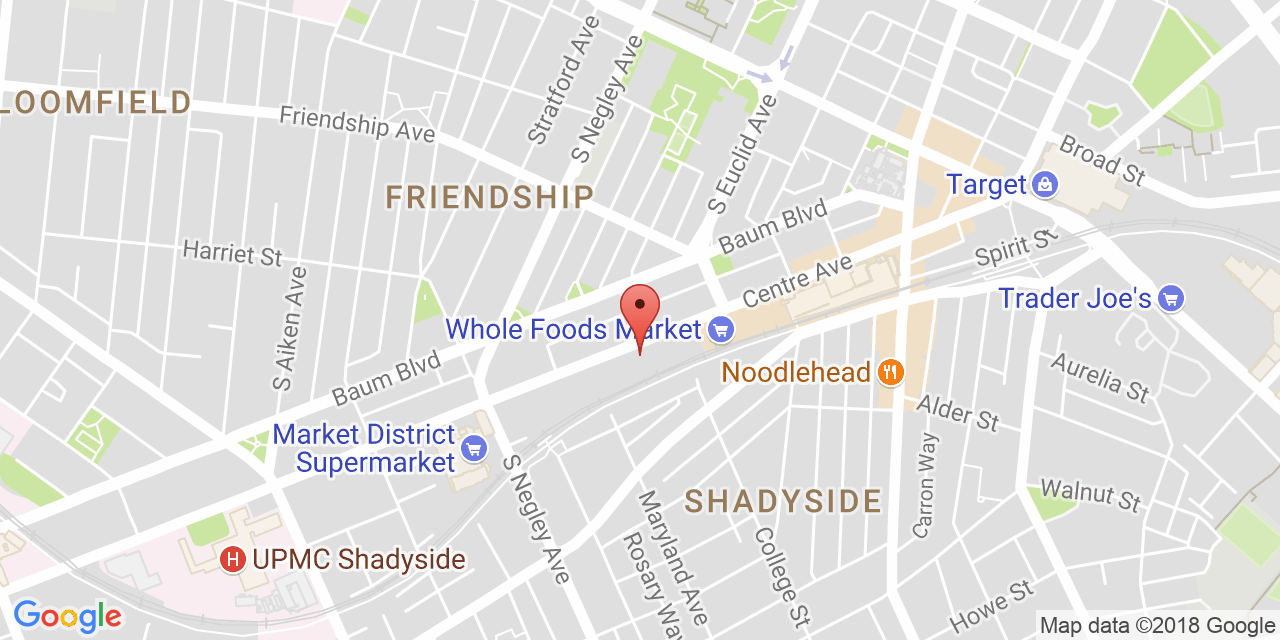 Stratford Ave
S Negley Ave
LOOMFIELD
Friendship Ave
S Euclid Ave
Broad St
FRIENDSHIP
Target
Baum Blvd
Harriet St
Spirit St
Centre Ave
S Aiken Ave
Trader Joe's
Whole Foods Market
Baum Blvd
Noodlehead
Aurelia St
Alder St
Market District
Supermarket
S Negley Ave
Carron Way
SHADYSIDE
Walnut St
Maryland Ave
College St
Rosary Way
UPMC Shadyside
H
Howe St
Google
Map data ©2018 Google